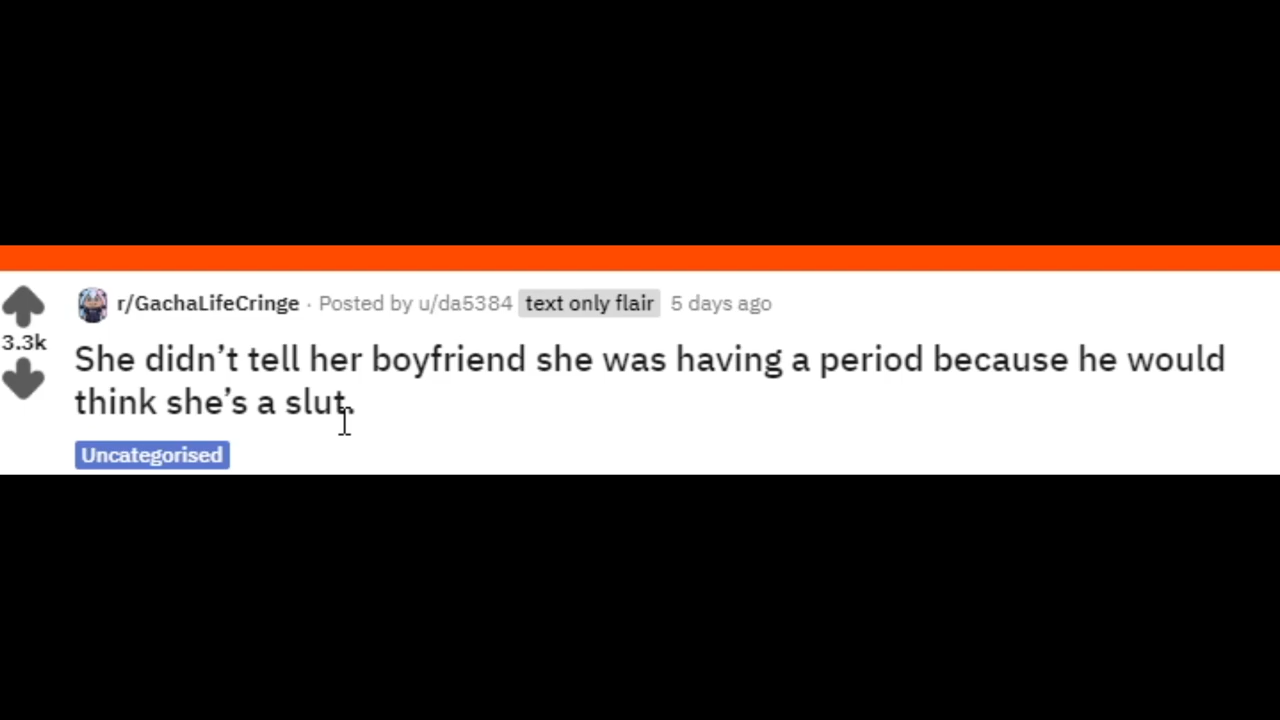 r/GachaLifeCringe · Posted by u/da5384 text only flair 5 days ago
3.3k
She didn’t tell her boyfriend she was having a period because he would
think she’s a slut.
Uncategorised